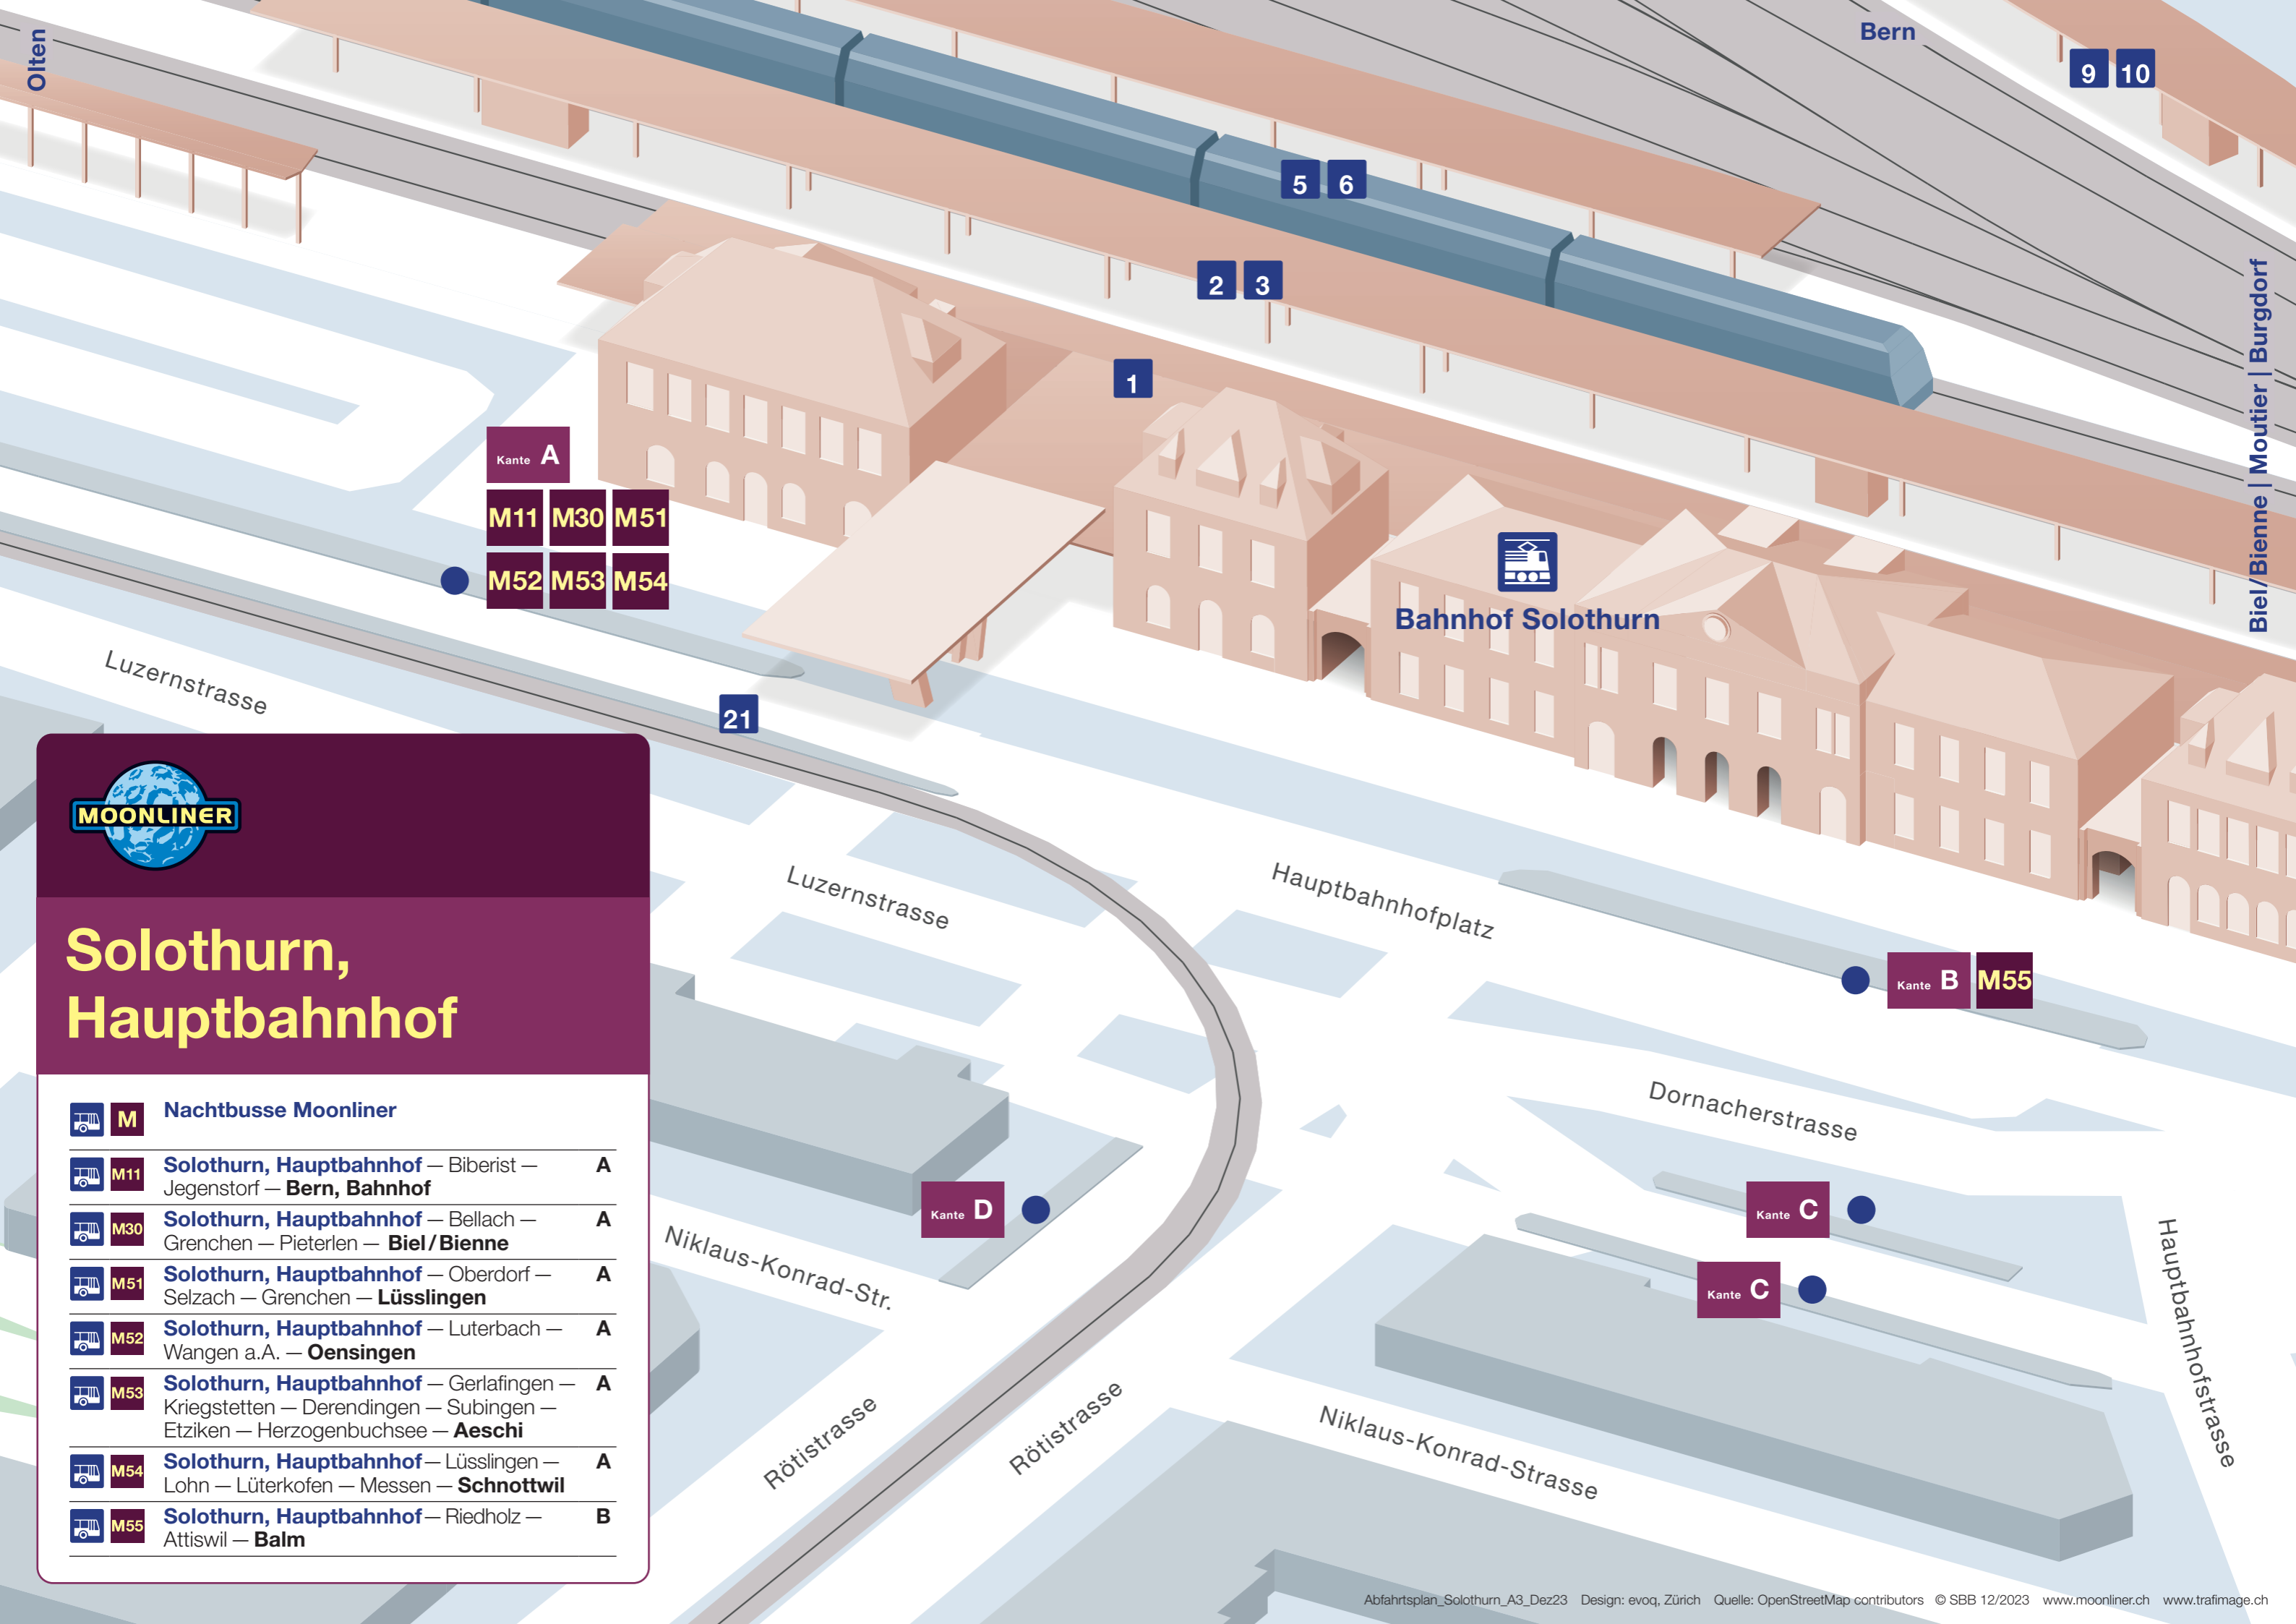 Olten
Bern
9 10
5 6
2 3
1
Biel/Bienne | Moutier | Burgdorf
Kante A
M11 M30 M51
M52 M53 M54
Bahnhof Solothurn
Luzernstrasse
21
Luzernstrasse
Hauptbahnhofplatz
Kante B M55
Dornacherstrasse
Kante D
Kante C
Kante C
Niklaus-Konrad-Str.
Hauptbahnhofstrasse
Rötistrasse
Rötistrasse
Niklaus-Konrad-Strasse
MOONLINER
Solothurn,
Hauptbahnhof
M Nachtbusse Moonliner
M11 Solothurn, Hauptbahnhof — Biberist — A
Jegenstorf — Bern, Bahnhof
M30 Solothurn, Hauptbahnhof — Bellach — A
Grenchen — Pieterlen — Biel/Bienne
M51 Solothurn, Hauptbahnhof — Oberdorf — A
Selzach — Grenchen — Lüsslingen
M52 Solothurn, Hauptbahnhof — Luterbach — A
Wangen a.A. — Oensingen
M53 Solothurn, Hauptbahnhof — Gerlafingen — A
Kriegstetten — Derendingen — Subingen —
Etziken — Herzogenbuchsee — Aeschi
M54 Solothurn, Hauptbahnhof — Lüsslingen — A
Lohn — Lüterkofen — Messen — Schnottwil
M55 Solothurn, Hauptbahnhof — Riedholz — B
Attiswil — Balm
Abfahrtsplan_Solothurn_A3_Dez23 Design: evoq, Zürich Quelle: OpenStreetMap contributors © SBB 12/2023 www.moonliner.ch www.trafimage.ch